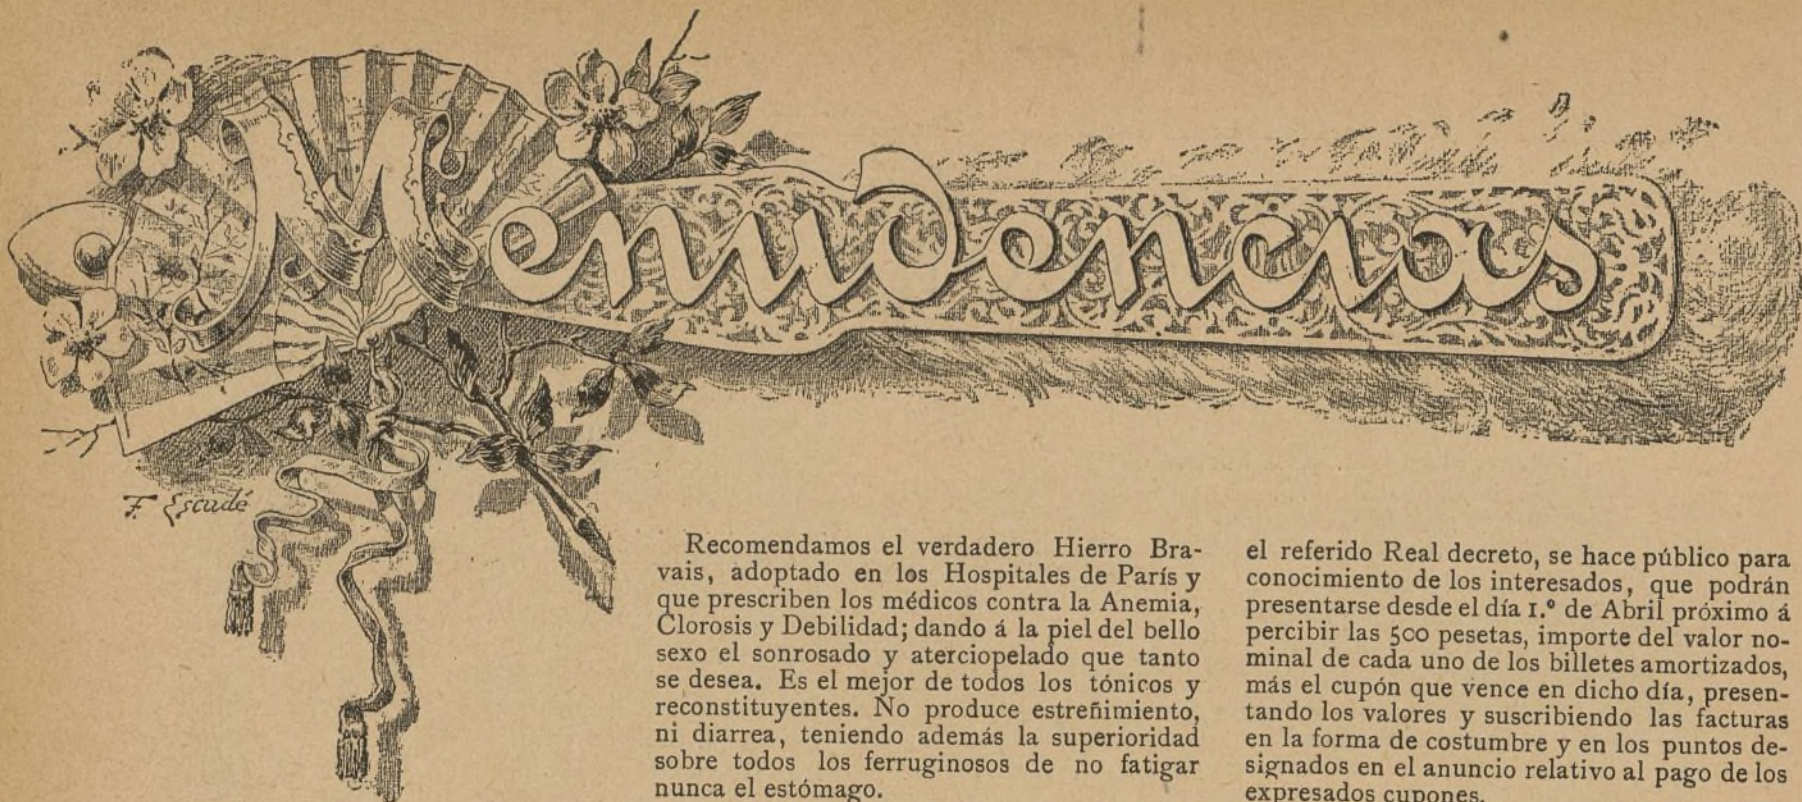 Menudencias
F. Escudé
Recomendamos el verdadero Hierro Bra-
vais, adoptado en los Hospitales de París y
que prescriben los médicos contra la Anemia,
Clorosis y Debilidad; dando á la piel del bello
sexo el sonrosado y aterciopelado que tanto
se desea. Es el mejor de todos los tónicos y
reconstituyentes. No produce estreñimiento,
ni diarrea, teniendo además la superioridad
sobre todos los ferruginosos de no fatigar
nunca el estómago.
el referido Real decreto, se hace público para
conocimiento de los interesados, que podrán
presentarse desde el día 1.º de Abril próximo á
percibir las 500 pesetas, importe del valor no-
minal de cada uno de los billetes amortizados,
más el cupón que vence en dicho día, presen-
tando los valores y suscribiendo las facturas
en la forma de costumbre y en los puntos de-
signados en el anuncio relativo al pago de los
expresados cupones.